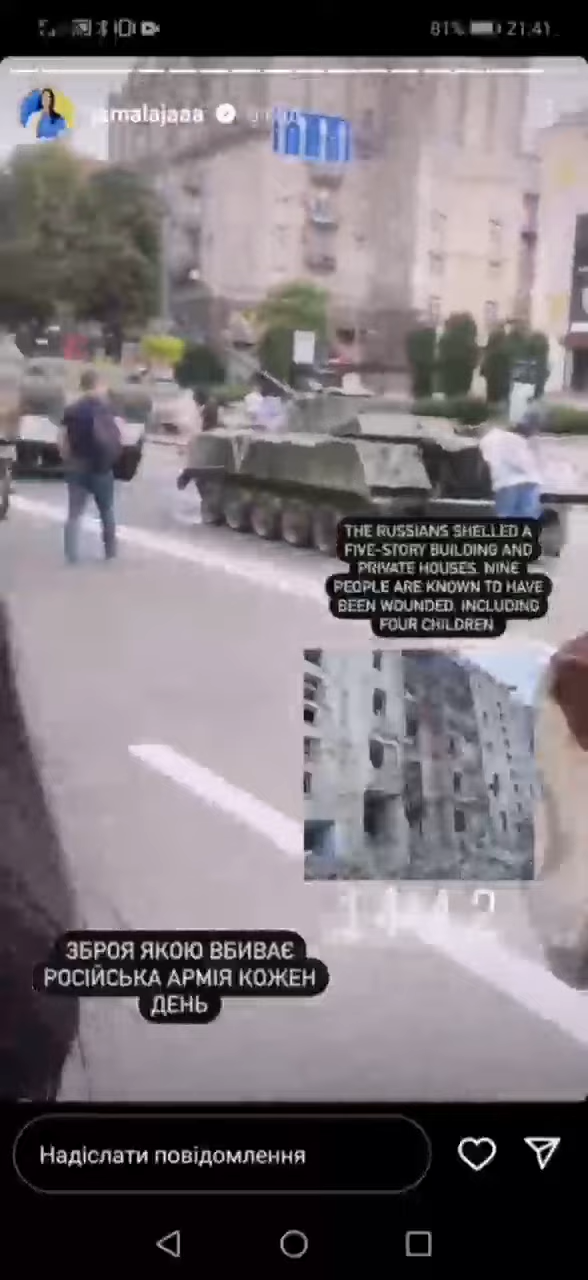 81% 21:41
jamalajaaa
THE RUSSIANS SHELLED A
FIVE-STORY BUILDING AND
PRIVATE HOUSES. NINE
PEOPLE ARE KNOWN TO HAVE
BEEN WOUNDED, INCLUDING
FOUR CHILDREN
ЗБРОЯ ЯКОЮ ВБИВАЄ
РОСІЙСЬКА АРМІЯ КОЖЕН
ДЕНЬ
Надіслати повідомлення